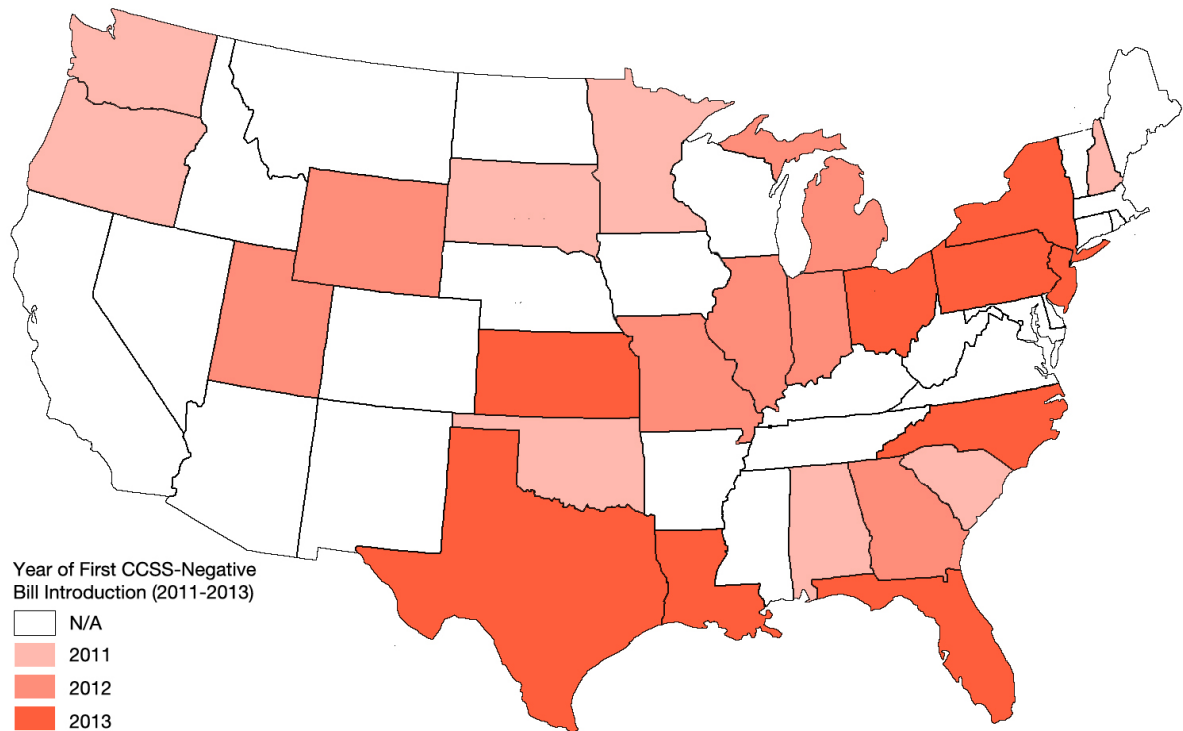 Year of First CCSS-Negative
Bill Introduction (2011-2013)
N/A
2011
2012
2013